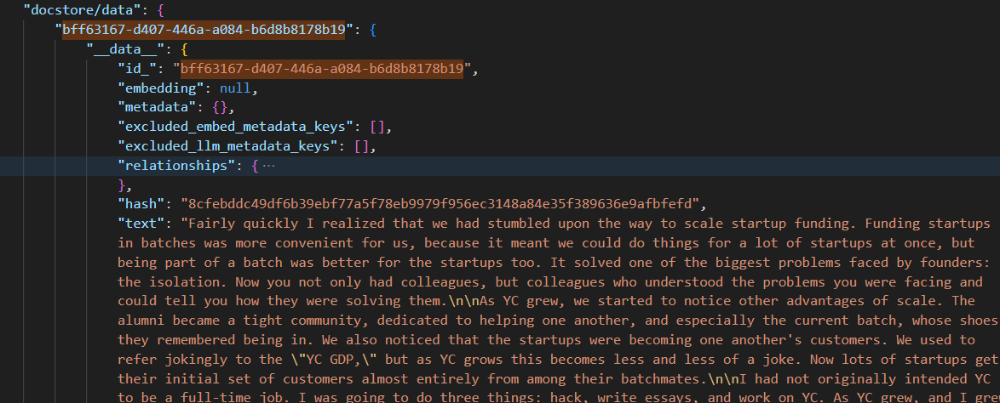 "docstore/data": {
"bff63167-d407-446a-a084-b6d8b8178b19": {
"__data__": {
"id_": "bff63167-d407-446a-a084-b6d8b8178b19",
"embedding": null,
"metadata": {},
"excluded_embed_metadata_keys": [],
"excluded_llm_metadata_keys": [],
"relationships": { ···
},
"hash": "8cfebddc49df6b39ebf77a5f78eb9979f956ec3148a84e35f389636e9afbfefd",
"text": "Fairly quickly I realized that we had stumbled upon the way to scale startup funding. Funding startups
in batches was more convenient for us, because it meant we could do things for a lot of startups at once, but
being part of a batch was better for the startups too. It solved one of the biggest problems faced by founders:
the isolation. Now you not only had colleagues, but colleagues who understood the problems you were facing and
could tell you how they were solving them.\n\nAs YC grew, we started to notice other advantages of scale. The
alumni became a tight community, dedicated to helping one another, and especially the current batch, whose shoes
they remembered being in. We also noticed that the startups were becoming one another's customers. We used to
refer jokingly to the \"YC GDP,\" but as YC grows this becomes less and less of a joke. Now lots of startups get
their initial set of customers almost entirely from among their batchmates.\n\nI had not originally intended YC
to be a full-time job. I was going to do three things: hack, write essays, and work on YC. As YC grew, and I grew